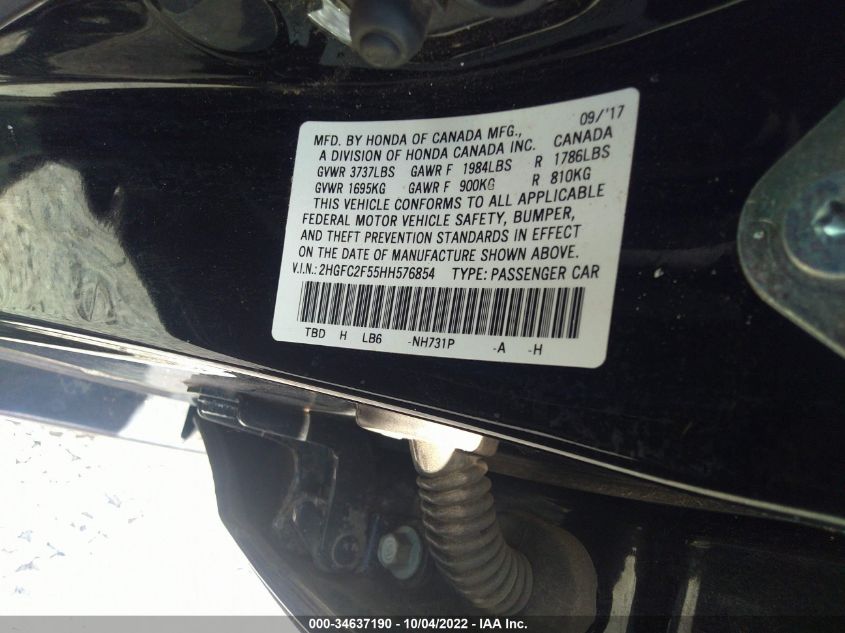 09/'17
MFD. BY HONDA OF CANADA MFG., CANADA
A DIVISION OF HONDA CANADA INC.
GVWR 3737LBS GAWR F 1984LBS R 1786LBS
GVWR 1695KG GAWR F 900KG R 810KG
THIS VEHICLE CONFORMS TO ALL APPLICABLE
FEDERAL MOTOR VEHICLE SAFETY, BUMPER,
AND THEFT PREVENTION STANDARDS IN EFFECT
ON THE DATE OF MANUFACTURE SHOWN ABOVE.
V.I.N.: 2HGFC2F55HH576854 TYPE: PASSENGER CAR
TBD H LB6 -NH731P -A -H
000-34637190 - 10/04/2022 - IAA Inc.